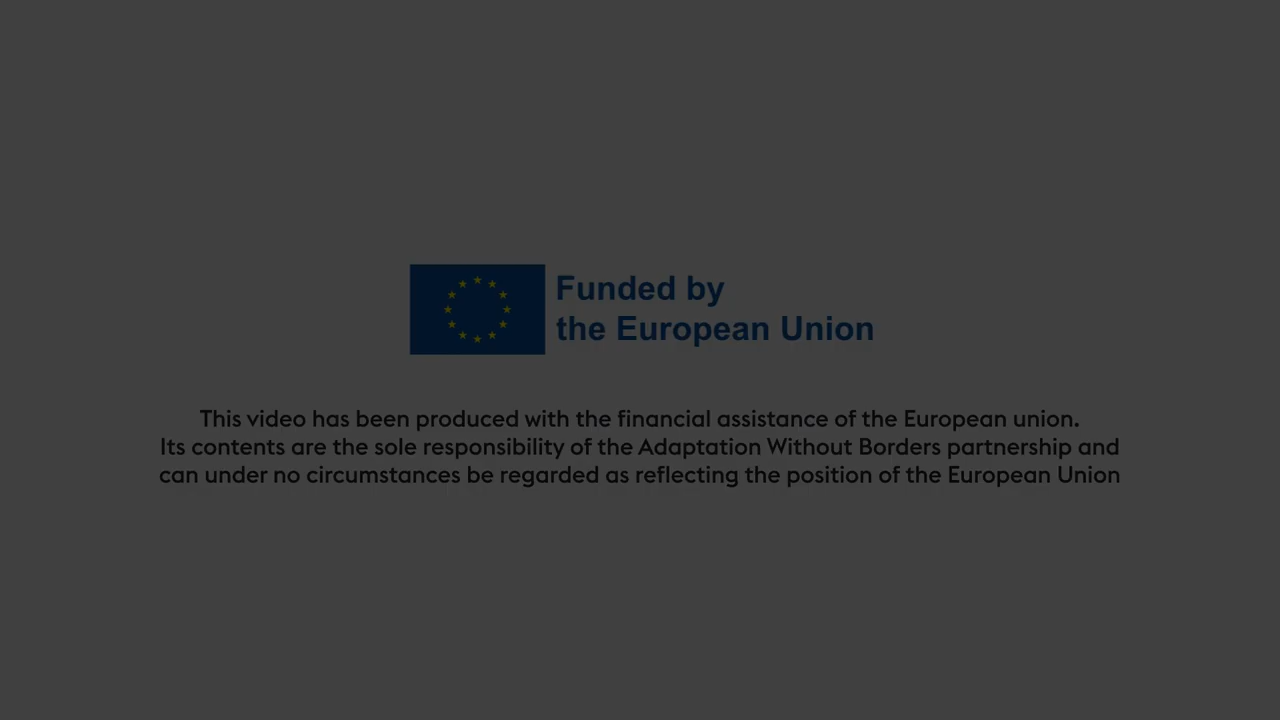 Funded by
the European Union
This video has been produced with the financial assistance of the European union.
Its contents are the sole responsibility of the Adaptation Without Borders partnership and
can under no circumstances be regarded as reflecting the position of the European Union